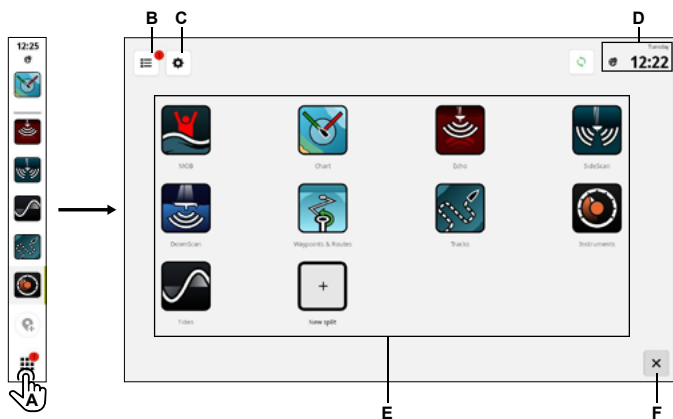 B C D
12:25
Tuesday
12:22
MOB Chart Echo SideScan
DownScan Waypoints & Routes Tracks Instruments
Tides New split
A
E F